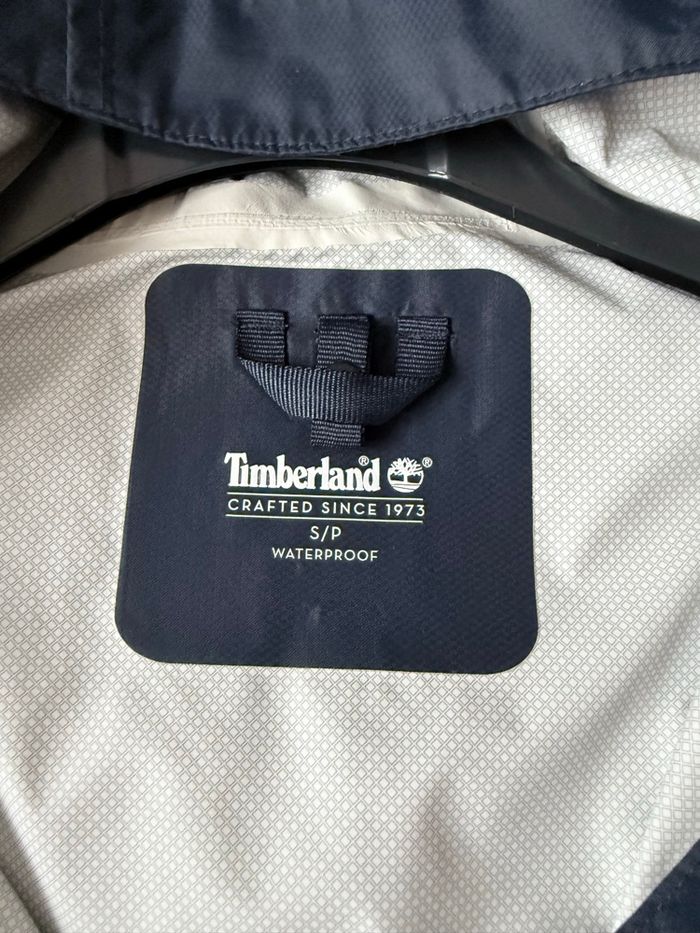 Timberland® ®
CRAFTED SINCE 1973
S/P
WATERPROOF